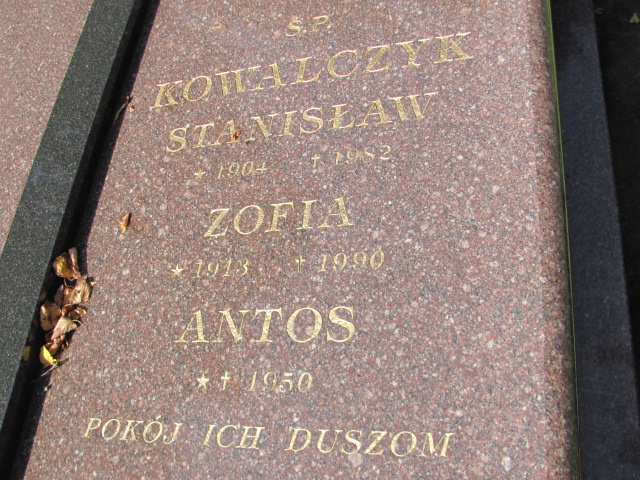 Ś.P.
KOWALCZYK
STANISŁAW
* 1904 † 1982
ZOFIA
* 1913 † 1990
ANTOŚ
* † 1950
POKÓJ ICH DUSZOM